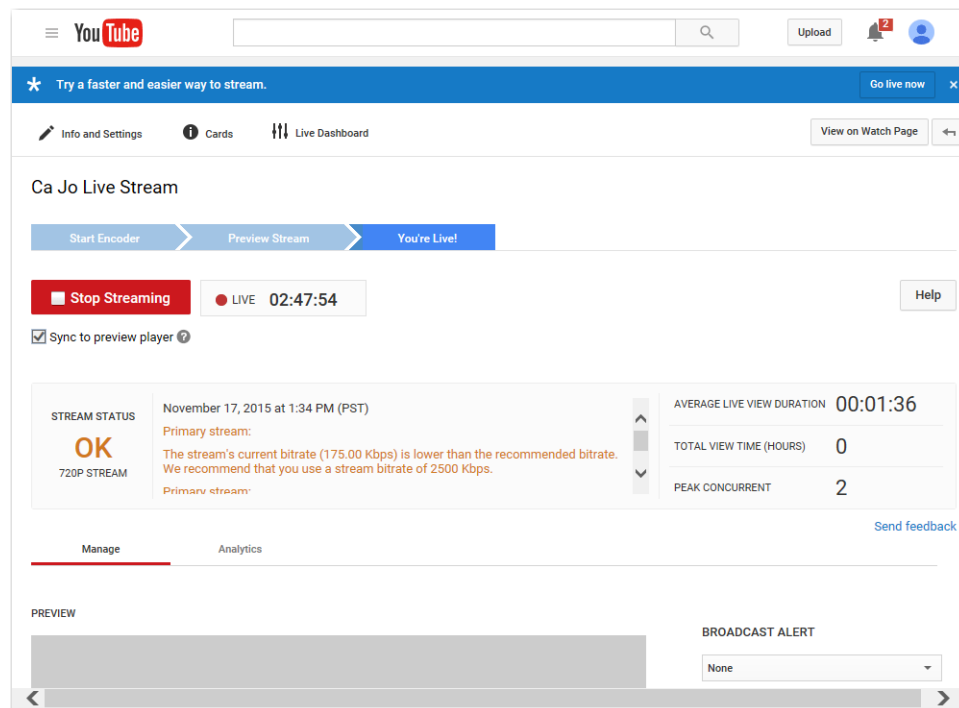 YouTube
Upload
2
Try a faster and easier way to stream.
Go live now
×
Info and Settings
Cards
Live Dashboard
View on Watch Page
Ca Jo Live Stream
Start Encoder
Preview Stream
You're Live!
Stop Streaming
LIVE 02:47:54
Help
Sync to preview player ?
STREAM STATUS
OK
720P STREAM
November 17, 2015 at 1:34 PM (PST)
Primary stream:
The stream's current bitrate (175.00 Kbps) is lower than the recommended bitrate.
We recommend that you use a stream bitrate of 2500 Kbps.
Primary stream:
AVERAGE LIVE VIEW DURATION 00:01:36
TOTAL VIEW TIME (HOURS) 0
PEAK CONCURRENT 2
Send feedback
Manage
Analytics
PREVIEW
BROADCAST ALERT
None